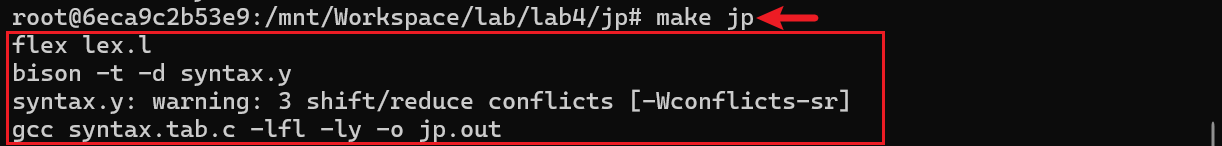 root@6eca9c2b53e9:/mnt/Workspace/lab/lab4/jp# make jp
flex lex.l
bison -t -d syntax.y
syntax.y: warning: 3 shift/reduce conflicts [-Wconflicts-sr]
gcc syntax.tab.c -lfl -ly -o jp.out